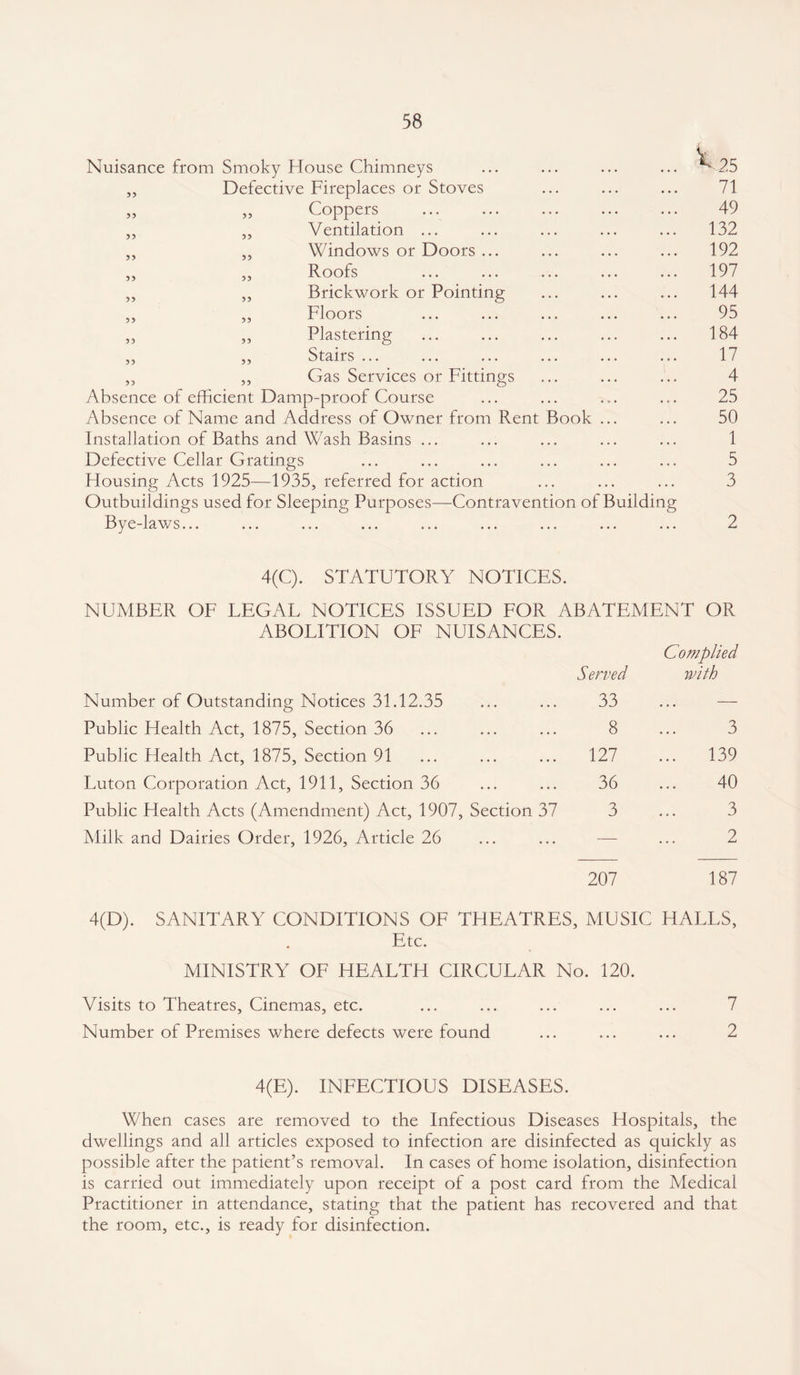 58
Nuisance from Smoky House Chimneys ... ... ... ... 25
„ Defective Fireplaces or Stoves ... ... ... 71
„ „ Coppers ... ... ... ... ... 49
„ „ Ventilation ... ... ... ... ... 132
„ „ Windows or Doors ... ... ... ... 192
„ „ Roofs ... ... ... ... ... 197
„ „ Brickwork or Pointing ... ... ... 144
„ „ Floors ... ... ... ... ... 95
„ „ Plastering ... ... ... ... ... 184
„ „ Stairs ... ... ... ... ... ... 17
„ „ Gas Services or Fittings ... ... ... 4
Absence of efficient Damp-proof Course ... ... ... ... 25
Absence of Name and Address of Owner from Rent Book ... ... 50
Installation of Baths and Wash Basins ... ... ... ... ... 1
Defective Cellar Gratings ... ... ... ... ... ... 5
Housing Acts 1925—1935, referred for action ... ... ... 3
Outbuildings used for Sleeping Purposes—Contravention of Building
Bye-laws... ... ... ... ... ... ... ... ... 2
4(C). STATUTORY NOTICES.
NUMBER OF LEGAL NOTICES ISSUED FOR ABATEMENT OR
ABOLITION OF NUISANCES.
Complied
Served with
Number of Outstanding Notices 31.12.35 ... ... 33 ... —
Public Health Act, 1875, Section 36 ... ... ... 8 ... 3
Public Health Act, 1875, Section 91 ... ... ... 127 ... 139
Luton Corporation Act, 1911, Section 36 ... ... 36 ... 40
Public Health Acts (Amendment) Act, 1907, Section 37 3 ... 3
Milk and Dairies Order, 1926, Article 26 ... ... — ... 2
207 187
4(D). SANITARY CONDITIONS OF THEATRES, MUSIC HALLS,
Etc.
MINISTRY OF HEALTH CIRCULAR No. 120.
Visits to Theatres, Cinemas, etc. ... ... ... ... ... 7
Number of Premises where defects were found ... ... ... 2
4(E). INFECTIOUS DISEASES.
When cases are removed to the Infectious Diseases Hospitals, the
dwellings and all articles exposed to infection are disinfected as quickly as
possible after the patient's removal. In cases of home isolation, disinfection
is carried out immediately upon receipt of a post card from the Medical
Practitioner in attendance, stating that the patient has recovered and that
the room, etc., is ready for disinfection.